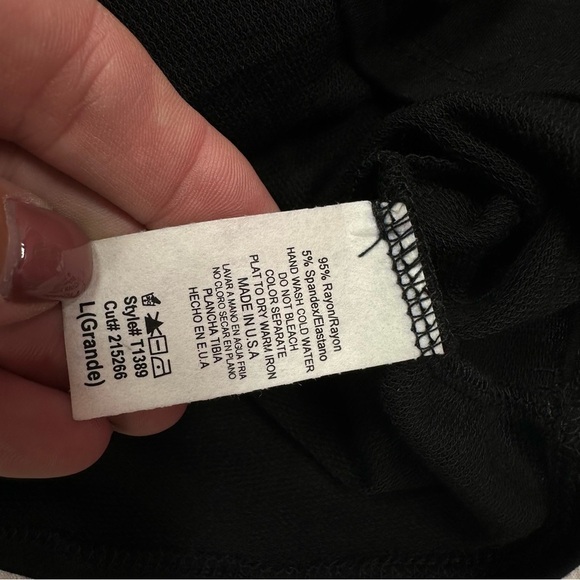 95% Rayon/Rayon
5% Spandex/Elastano
HAND WASH COLD WATER
DO NOT BLEACH
COLOR SEPARATE
PLAT TO DRY WARM IRON
MADE IN U.S.A
LAVAR A MANO EN AGUA FRIA
NO CLORO SECAR EN PLANO
PLANCHA TIBIA
HECHO EN E.U.A
Style# T1389
Cut# 215266
L(Grande)